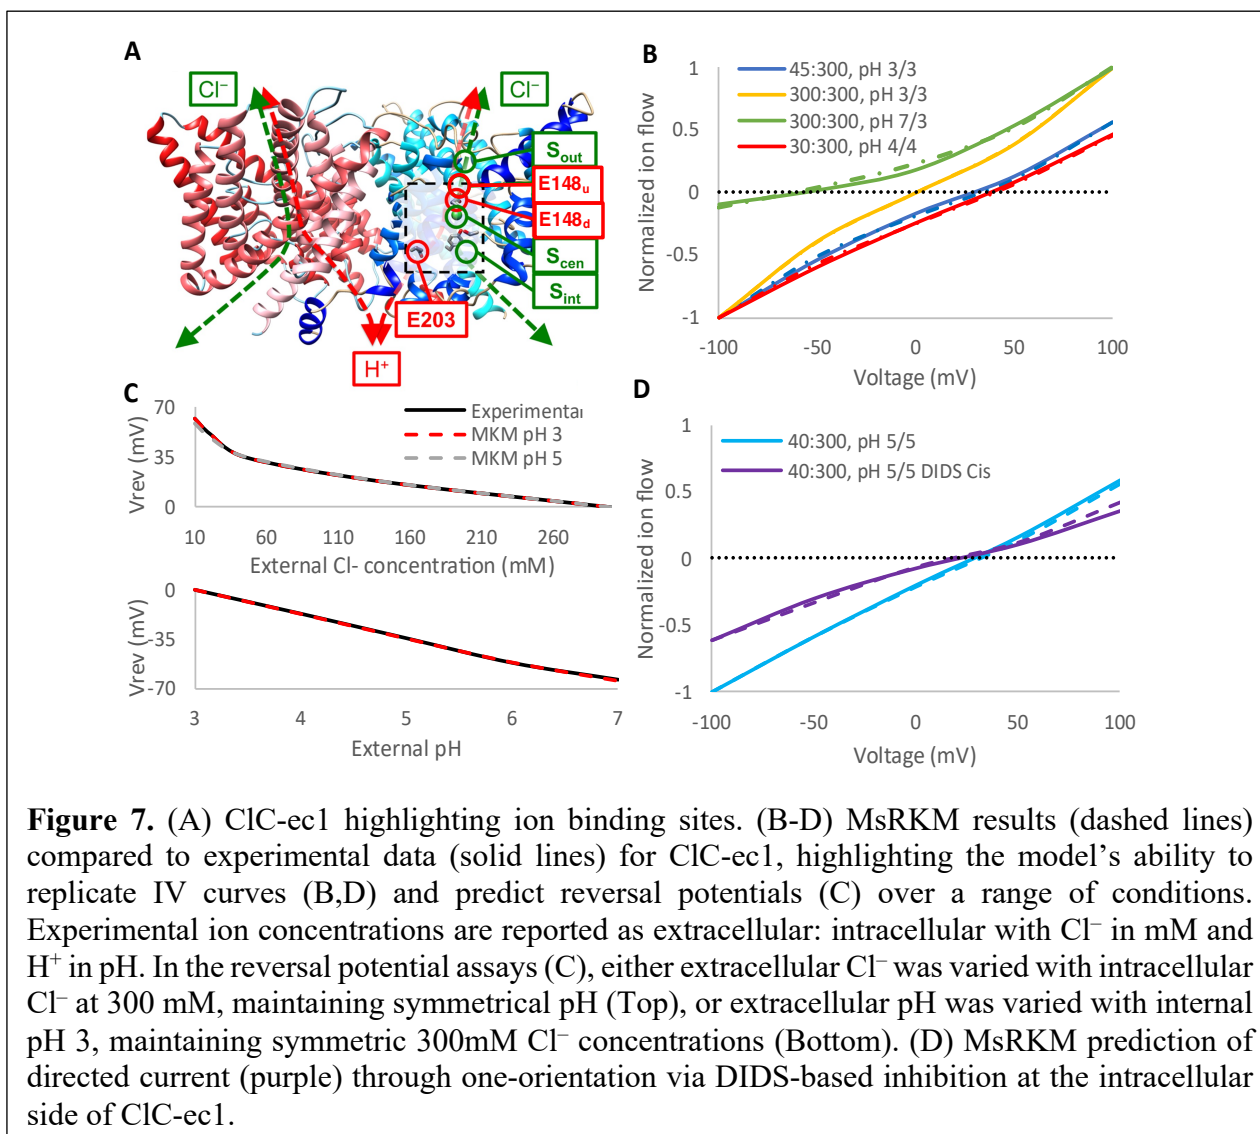 A
Cl⁻
Cl⁻
S_out
E148_u
E148_d
S_cen
S_int
E203
H⁺
B
45:300, pH 3/3
300:300, pH 3/3
300:300, pH 7/3
30:300, pH 4/4
Normalized ion flow
1
0.5
0
-0.5
-1
-100
-50
0
50
100
Voltage (mV)
C
Experimental
MKM pH 3
MKM pH 5
Vrev (mV)
70
35
0
10
60
110
160
210
260
External Cl- concentration (mM)
Vrev (mV)
0
-35
-70
3
4
5
6
7
External pH
D
40:300, pH 5/5
40:300, pH 5/5 DIDS Cis
Normalized ion flow
1
0.5
0
-0.5
-1
-100
-50
0
50
100
Voltage (mV)
Figure 7. (A) ClC-ec1 highlighting ion binding sites. (B-D) MsRKM results (dashed lines)
compared to experimental data (solid lines) for ClC-ec1, highlighting the model's ability to
replicate IV curves (B,D) and predict reversal potentials (C) over a range of conditions.
Experimental ion concentrations are reported as extracellular: intracellular with Cl⁻ in mM and
H⁺ in pH. In the reversal potential assays (C), either extracellular Cl⁻ was varied with intracellular
Cl⁻ at 300 mM, maintaining symmetrical pH (Top), or extracellular pH was varied with internal
pH 3, maintaining symmetric 300mM Cl⁻ concentrations (Bottom). (D) MsRKM prediction of
directed current (purple) through one-orientation via DIDS-based inhibition at the intracellular
side of ClC-ec1.